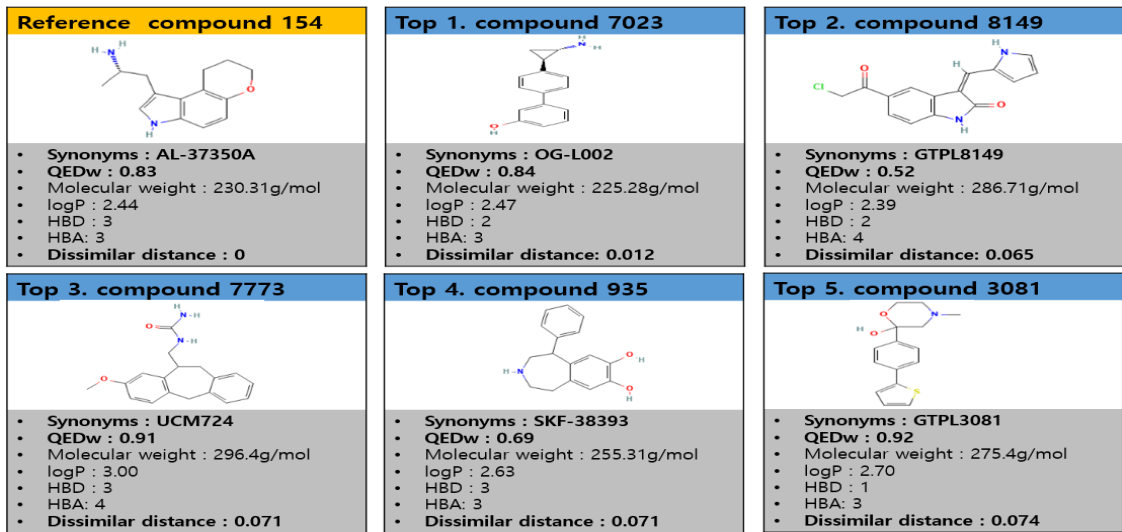 Reference compound 154
H
H
N
O
N
H
• Synonyms : AL-37350A
• QEDw : 0.83
• Molecular weight : 230.31g/mol
• logP : 2.44
• HBD : 3
• HBA: 3
• Dissimilar distance : 0
Top 1. compound 7023
H
N
H
O
H
• Synonyms : OG-L002
• QEDw : 0.84
• Molecular weight : 225.28g/mol
• logP : 2.47
• HBD : 2
• HBA: 3
• Dissimilar distance: 0.012
Top 2. compound 8149
H
N
H
O
Cl
O
N
H
• Synonyms : GTPL8149
• QEDw : 0.52
• Molecular weight : 286.71g/mol
• logP : 2.39
• HBD : 2
• HBA: 4
• Dissimilar distance: 0.065
Top 3. compound 7773
H
N
H
O
N
H
O
• Synonyms : UCM724
• QEDw : 0.91
• Molecular weight : 296.4g/mol
• logP : 3.00
• HBD : 3
• HBA: 4
• Dissimilar distance : 0.071
Top 4. compound 935
H
N
O
H
O
H
• Synonyms : SKF-38393
• QEDw : 0.69
• Molecular weight : 255.31g/mol
• logP : 2.63
• HBD : 3
• HBA: 3
• Dissimilar distance : 0.071
Top 5. compound 3081
O
N
H
O
S
• Synonyms : GTPL3081
• QEDw : 0.92
• Molecular weight : 275.4g/mol
• logP : 2.70
• HBD : 1
• HBA: 3
• Dissimilar distance : 0.074